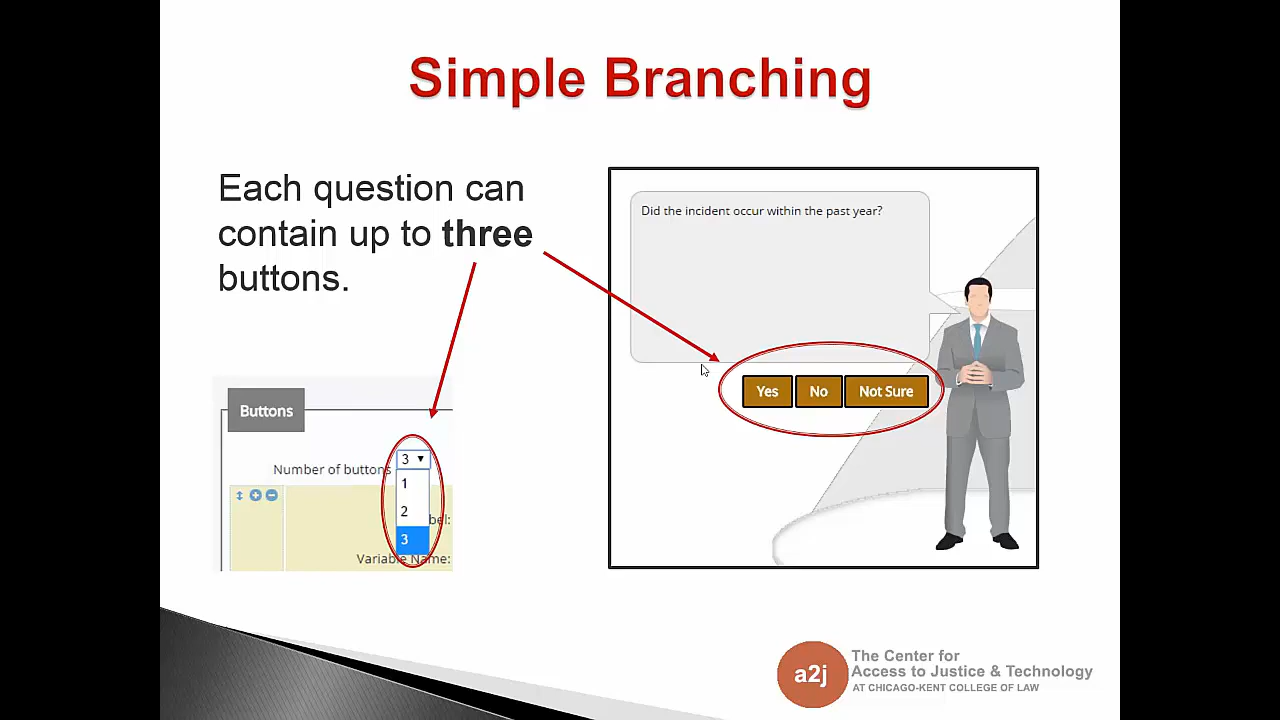 Simple Branching
Each question can
contain up to three
buttons.
Did the incident occur within the past year?
Yes No Not Sure
Buttons
Number of buttons
3
1
2
3
bel:
Variable Name:
a2j
The Center for
Access to Justice & Technology
AT CHICAGO-KENT COLLEGE OF LAW